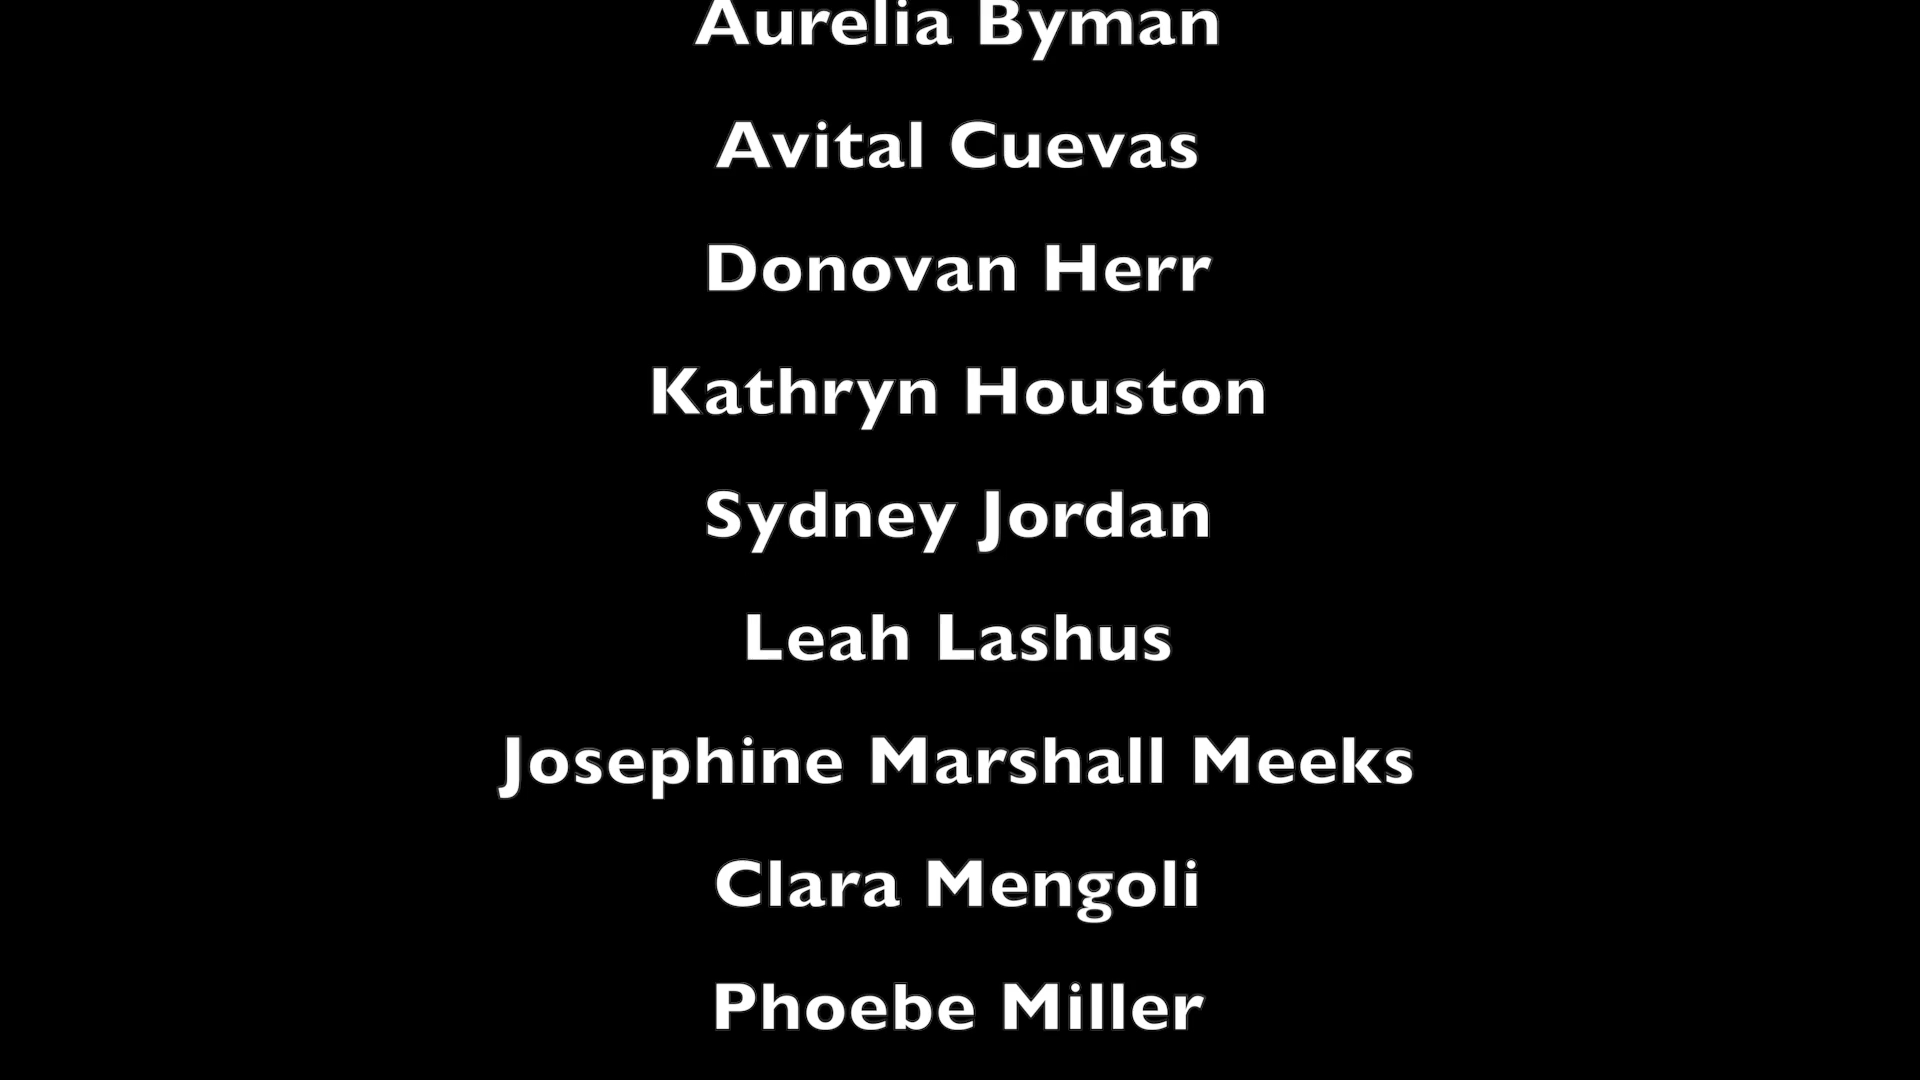 Aurelia Byman
Avital Cuevas
Donovan Herr
Kathryn Houston
Sydney Jordan
Leah Lashus
Josephine Marshall Meeks
Clara Mengoli
Phoebe Miller